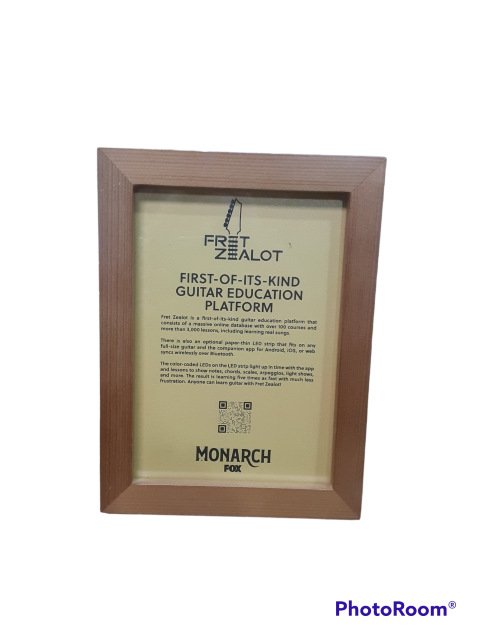 FRET
ZEALOT
FIRST-OF-ITS-KIND
GUITAR EDUCATION
PLATFORM
Fret Zealot is a first-of-its-kind guitar education platform that
consists of a massive online database with over 100 courses and
more than 3,000 lessons, including learning real songs.
There is also an optional paper-thin LED strip that fits on any
full-size guitar and the companion app for Android, iOS, or web
syncs wirelessly over Bluetooth.
The color-coded LEDs on the LED strip light up in time with the app
and lessons to show notes, chords, scales, arpeggios, light shows,
and more. The result is learning five times as fast with much less
frustration. Anyone can learn guitar with Fret Zealot!
MONARCH
FOX
PhotoRoom®